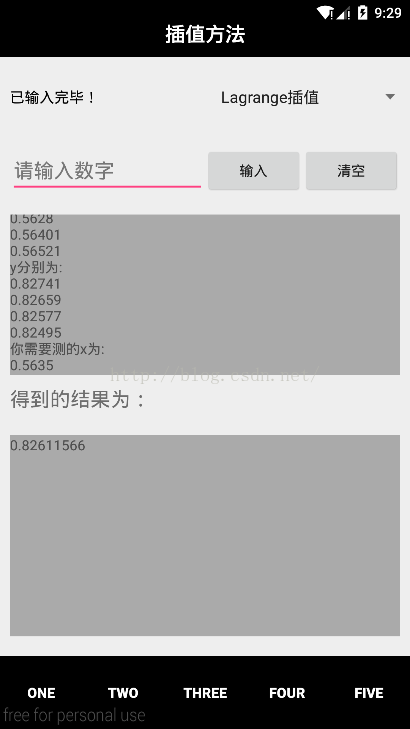 9:29
插值方法
已输入完毕！
Lagrange插值
请输入数字
输入
清空
0.5628
0.56401
0.56521
y分别为:
0.82741
0.82659
0.82577
0.82495
你需要测的x为:
0.5635
http://blog.csdn.net/
得到的结果为：
0.82611566
ONE
TWO
THREE
FOUR
FIVE
free for personal use